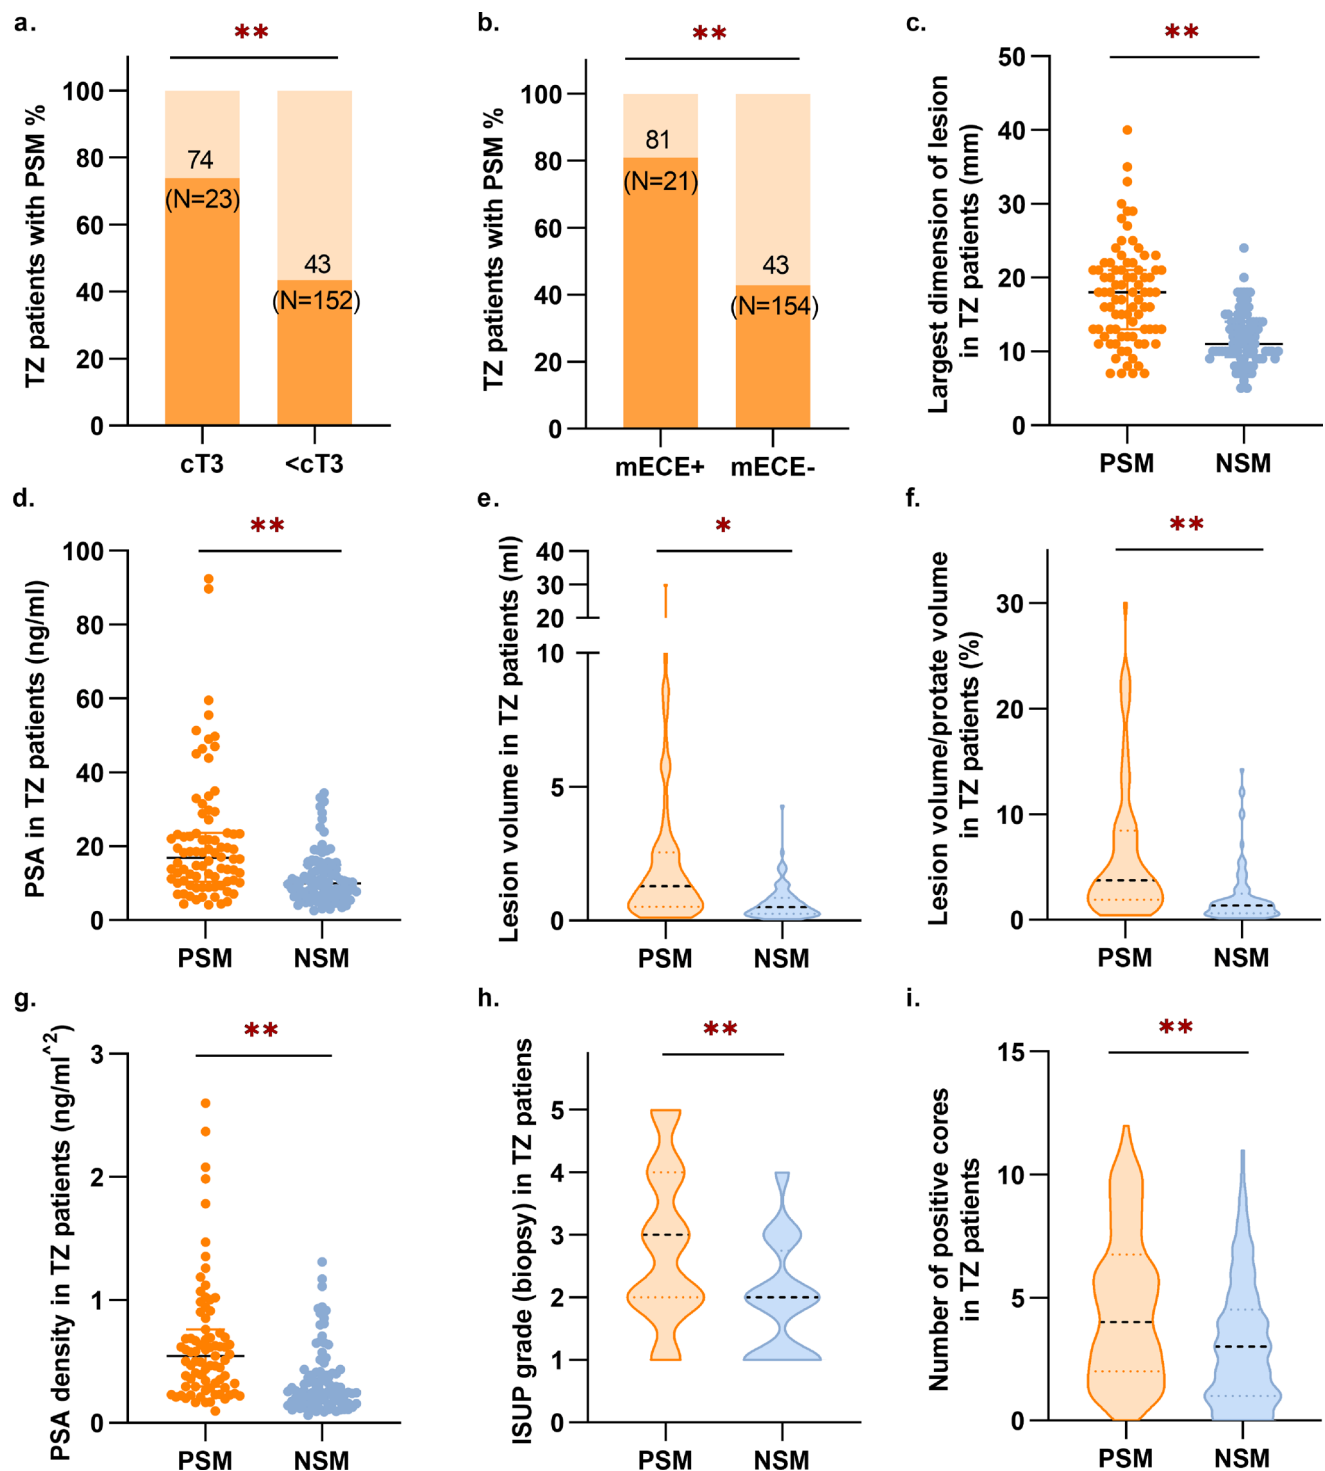 a.
**
TZ patients with PSM %
100
80
60
40
20
0
74
(N=23)
43
(N=152)
cT3
<cT3
b.
**
TZ patients with PSM %
100
80
60
40
20
0
81
(N=21)
43
(N=154)
mECE+
mECE-
c.
**
Largest dimension of lesion
in TZ patients (mm)
50
40
30
20
10
0
PSM
NSM
d.
**
PSA in TZ patients (ng/ml)
100
80
60
40
20
0
PSM
NSM
e.
*
Lesion volume in TZ patients (ml)
40
30
20
10
5
0
PSM
NSM
f.
**
Lesion volume/protate volume
in TZ patients (%)
30
20
10
0
PSM
NSM
g.
**
PSA density in TZ patients (ng/ml^2)
3
2
1
0
PSM
NSM
h.
**
ISUP grade (biopsy) in TZ patiens
5
4
3
2
1
0
PSM
NSM
i.
**
Number of positive cores
in TZ patients
15
10
5
0
PSM
NSM